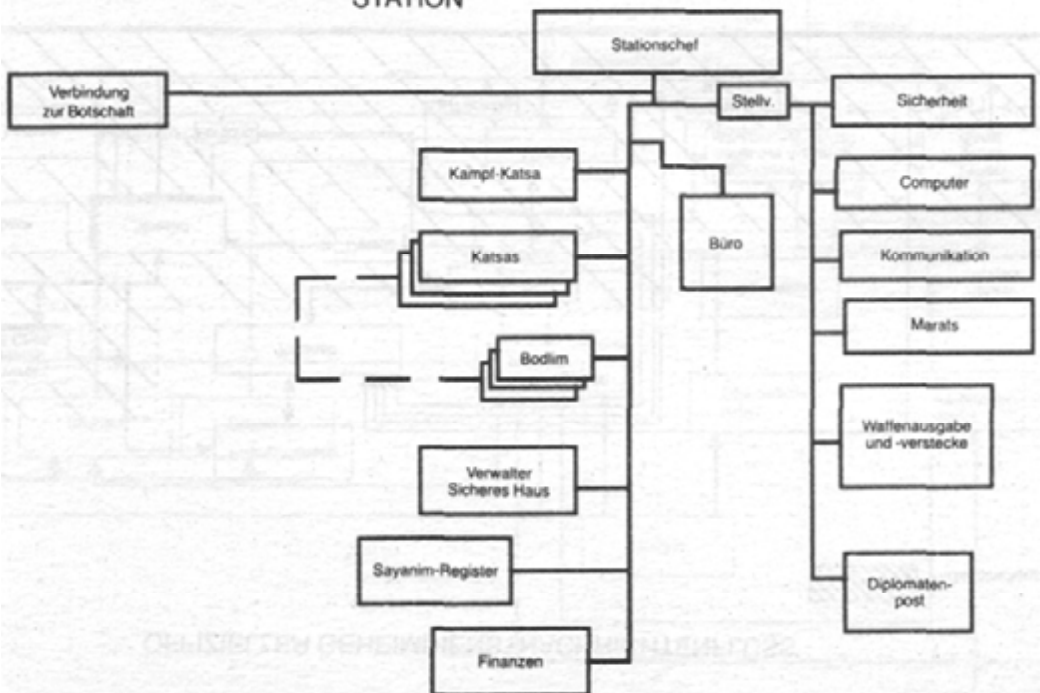 STATION
Stationschef
Verbindung
zur Botschaft
Stellv.
Sicherheit
Kampf-Katsa
Computer
Katsas
Büro
Kommunikation
Marats
Bodlim
Waffenausgabe
und -verstecke
Verwalter
Sicheres Haus
Sayanim-Register
Diplomaten-
post
Finanzen